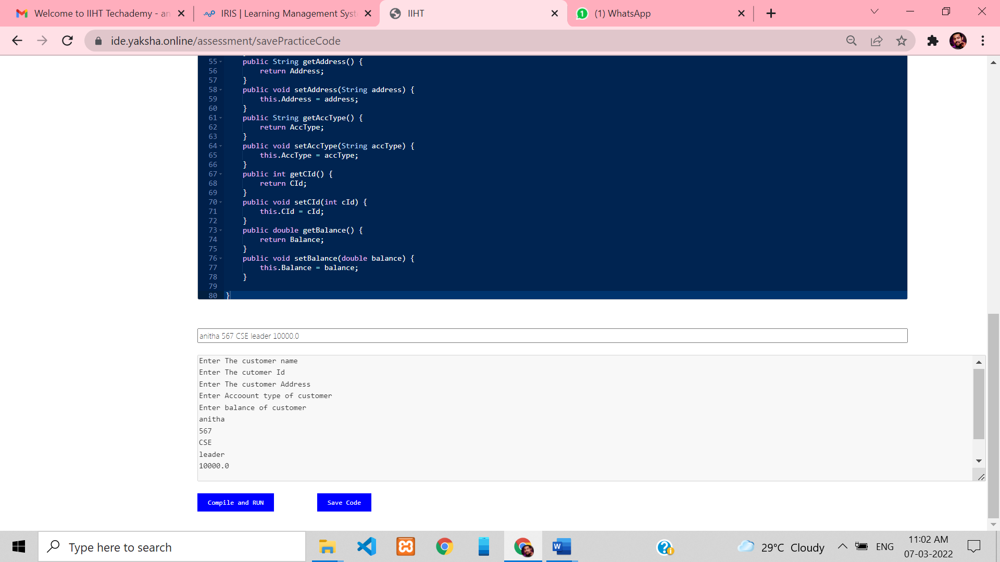 Welcome to IIHT Techademy - an
IRIS | Learning Management Syst
IIHT
(1) WhatsApp
ide.yaksha.online/assessment/savePracticeCode
55 public String getAddress() {
56 return Address;
57 }
58 public void setAddress(String address) {
59 this.Address = address;
60 }
61 public String getAccType() {
62 return AccType;
63 }
64 public void setAccType(String accType) {
65 this.AccType = accType;
66 }
67 public int getCId() {
68 return CId;
69 }
70 public void setCId(int cId) {
71 this.CId = cId;
72 }
73 public double getBalance() {
74 return Balance;
75 }
76 public void setBalance(double balance) {
77 this.Balance = balance;
78 }
79
80 }
anitha 567 CSE leader 10000.0
Enter The customer name
Enter The cutomer Id
Enter The customer Address
Enter Accoount type of customer
Enter balance of customer
anitha
567
CSE
leader
10000.0
Compile and RUN
Save Code
Type here to search
29°C Cloudy
ENG
11:02 AM
07-03-2022